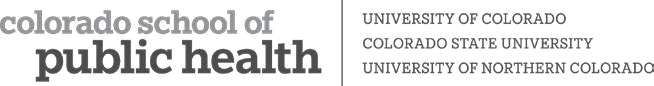 colorado school of
public health
UNIVERSITY OF COLORADO
COLORADO STATE UNIVERSITY
UNIVERSITY OF NORTHERN COLORADO